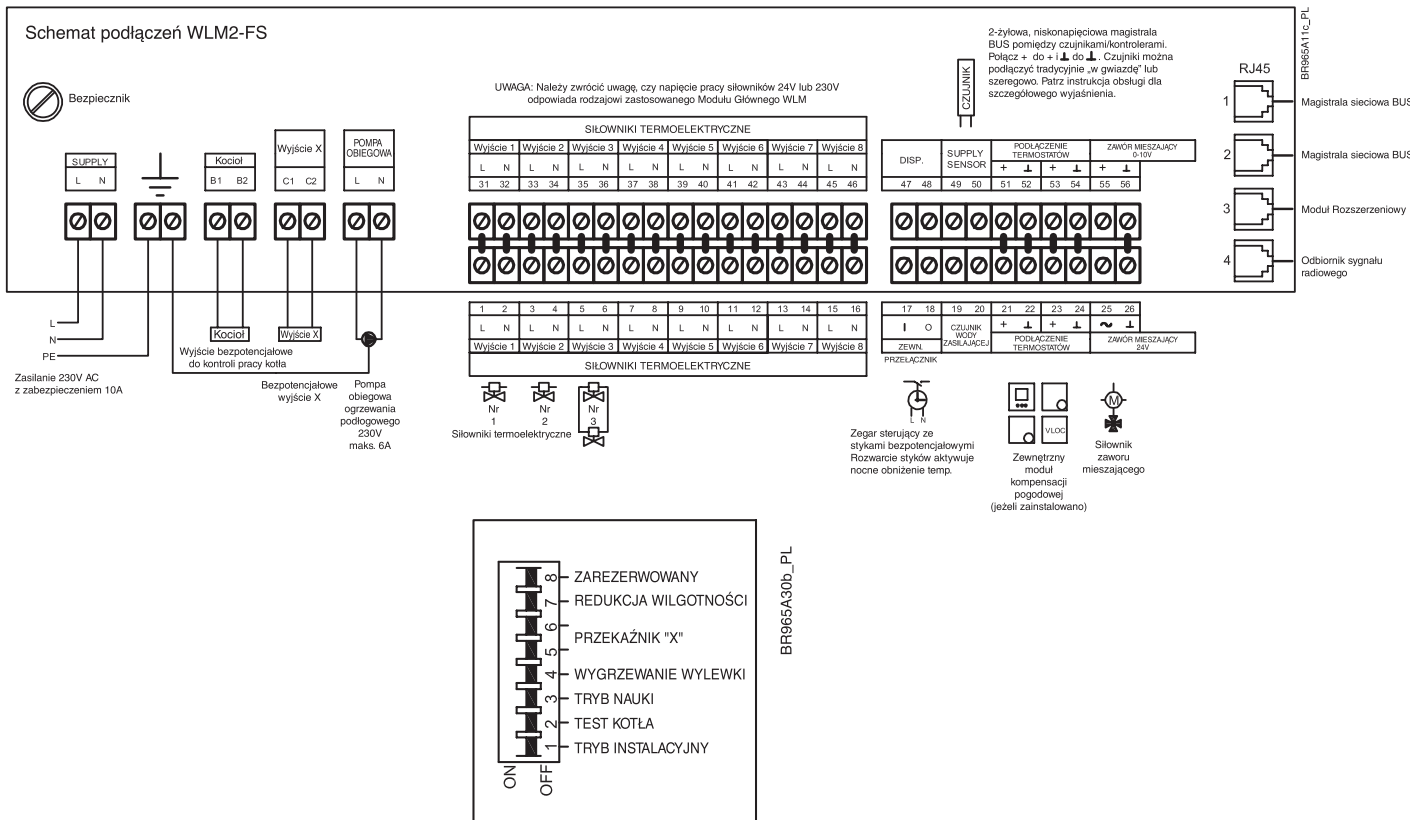 Schemat podłączeń WLM2-FS
Bezpiecznik
UWAGA: Należy zwrócić uwagę, czy napięcie pracy siłowników 24V lub 230V
odpowiada rodzajowi zastosowanego Modułu Głównego WLM
CZUJNIK
2-żyłowa, niskonapięciowa magistrala
BUS pomiędzy czujnikami/kontrolerami.
Połącz + do + i ⊥ do ⊥. Czujniki można
podłączyć tradycyjnie „w gwiazdę" lub
szeregowo. Patrz instrukcja obsługi dla
szczegółowego wyjaśnienia.
BR965A11c_PL
RJ45
1 Magistrala sieciowa BUS
2 Magistrala sieciowa BUS
3 Moduł Rozszerzeniowy
4 Odbiornik sygnału
radiowego
SUPPLY
L N
Kocioł
B1 B2
Wyjście X
C1 C2
POMPA
OBIEGOWA
L N
SIŁOWNIKI TERMOELEKTRYCZNE
Wyjście 1 Wyjście 2 Wyjście 3 Wyjście 4 Wyjście 5 Wyjście 6 Wyjście 7 Wyjście 8
L N L N L N L N L N L N L N L N
31 32 33 34 35 36 37 38 39 40 41 42 43 44 45 46
DISP.
47 48
SUPPLY
SENSOR
49 50
PODŁĄCZENIE
TERMOSTATÓW
+ ⊥ + ⊥
51 52 53 54
ZAWÓR MIESZAJĄCY
0-10V
+ ⊥
55 56
1 2 3 4 5 6 7 8 9 10 11 12 13 14 15 16
L N L N L N L N L N L N L N L N
Wyjście 1 Wyjście 2 Wyjście 3 Wyjście 4 Wyjście 5 Wyjście 6 Wyjście 7 Wyjście 8
SIŁOWNIKI TERMOELEKTRYCZNE
17 18
I O
ZEWN.
PRZEŁĄCZNIK
19 20
CZUJNIK
WODY
ZASILAJĄCEJ
21 22 23 24
+ ⊥ + ⊥
PODŁĄCZENIE
TERMOSTATÓW
25 26
~ ⊥
ZAWÓR MIESZAJĄCY
24V
L
N
PE
Zasilanie 230V AC
z zabezpieczeniem 10A
Kocioł
Wyjście bezpotencjałowe
do kontroli pracy kotła
Wyjście X
Bezpotencjałowe
wyjście X
Pompa
obiegowa
ogrzewania
podłogowego
230V
maks. 6A
Nr
1
Nr
2
Nr
3
Siłowniki termoelektryczne
L N
Zegar sterujący ze
stykami bezpotencjałowymi
Rozwarcie styków aktywuje
nocne obniżenie temp.
VLOC
Zewnętrzny
moduł
kompensacji
pogodowej
(jeżeli zainstalowano)
M
Siłownik
zaworu
mieszającego
8 ZAREZERWOWANY
7 REDUKCJA WILGOTNOŚCI
6
PRZEKAŹNIK "X"
5
4 WYGRZEWANIE WYLEWKI
3 TRYB NAUKI
2 TEST KOTŁA
1 TRYB INSTALACYJNY
ON
OFF
BR965A30b_PL